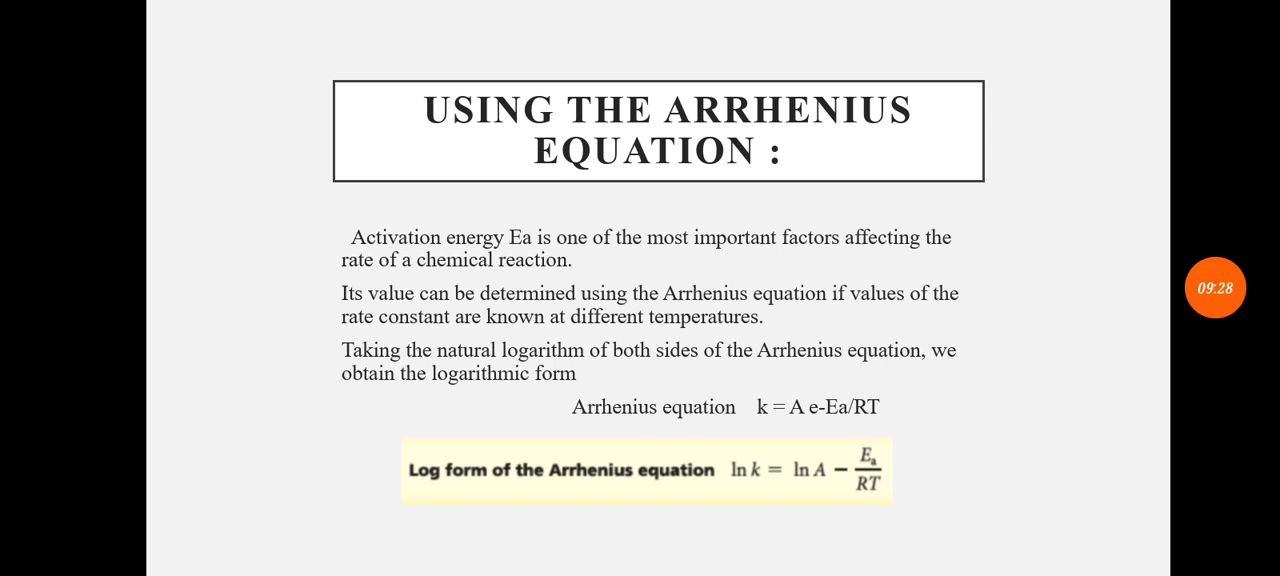 USING THE ARRHENIUS
EQUATION :
Activation energy Ea is one of the most important factors affecting the
rate of a chemical reaction.
Its value can be determined using the Arrhenius equation if values of the
rate constant are known at different temperatures.
Taking the natural logarithm of both sides of the Arrhenius equation, we
obtain the logarithmic form
Arrhenius equation k = A e-Ea/RT
Log form of the Arrhenius equation ln k = ln A − Ea/RT
09:28